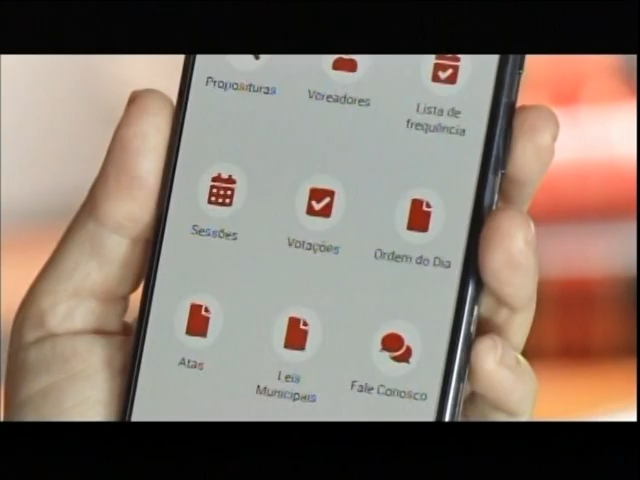 Proposituras
Vereadores
Lista de
frequência
Sessões
Votações
Ordem do Dia
Atas
Leis
Municipais
Fale Conosco